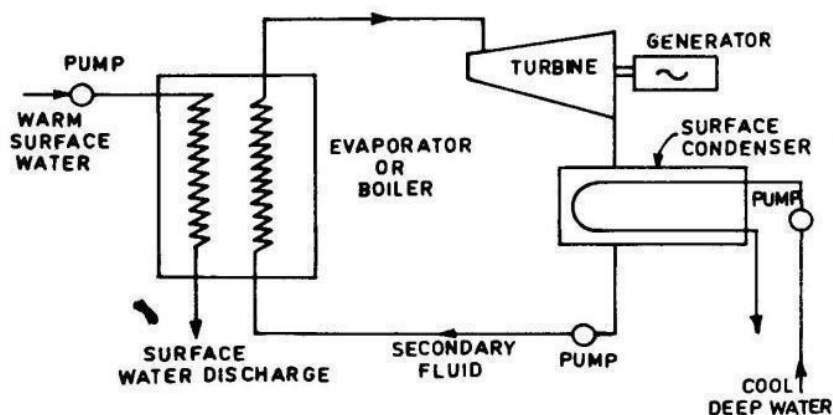 PUMP
WARM
SURFACE
WATER
EVAPORATOR
OR
BOILER
TURBINE
GENERATOR
~
SURFACE
CONDENSER
PUMP
SURFACE
WATER DISCHARGE
SECONDARY
FLUID
PUMP
COOL
DEEP WATER